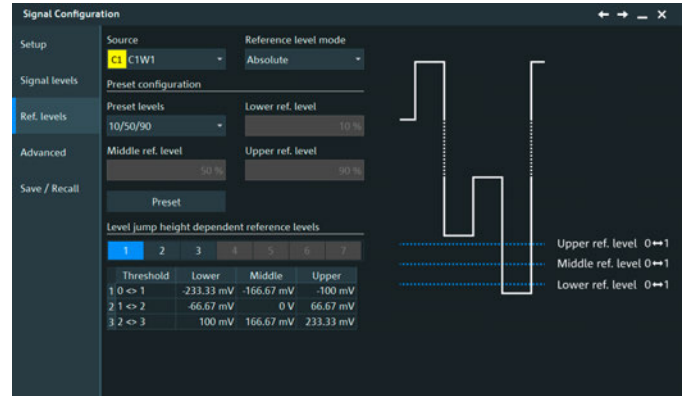 Signal Configuration
Setup
Signal levels
Ref. levels
Advanced
Save / Recall
Source
Reference level mode
C1 C1W1
Absolute
Preset configuration
Preset levels
Lower ref. level
10/50/90
10 %
Middle ref. level
Upper ref. level
50 %
90 %
Preset
Level jump height dependent reference levels
1 2 3 4 5 6 7
Threshold Lower Middle Upper
1 0 <> 1 -233.33 mV -166.67 mV -100 mV
2 1 <> 2 -66.67 mV 0 V 66.67 mV
3 2 <> 3 100 mV 166.67 mV 233.33 mV
Upper ref. level 0↔1
Middle ref. level 0↔1
Lower ref. level 0↔1